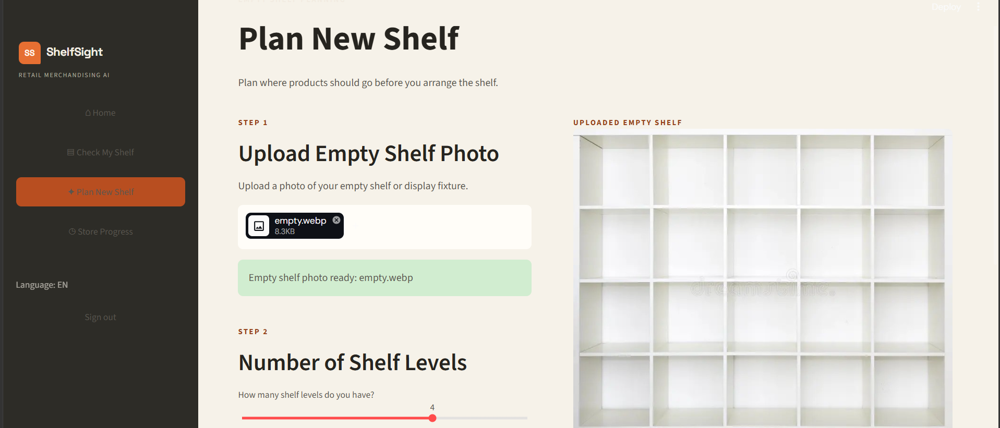 EMPTY SHELF PLANNING
Deploy
SS
ShelfSight
RETAIL MERCHANDISING AI
Home
Check My Shelf
Plan New Shelf
Store Progress
Language: EN
Sign out
Plan New Shelf
Plan where products should go before you arrange the shelf.
STEP 1
Upload Empty Shelf Photo
Upload a photo of your empty shelf or display fixture.
empty.webp
8.3KB
Empty shelf photo ready: empty.webp
STEP 2
Number of Shelf Levels
How many shelf levels do you have?
4
UPLOADED EMPTY SHELF
dreamstime.